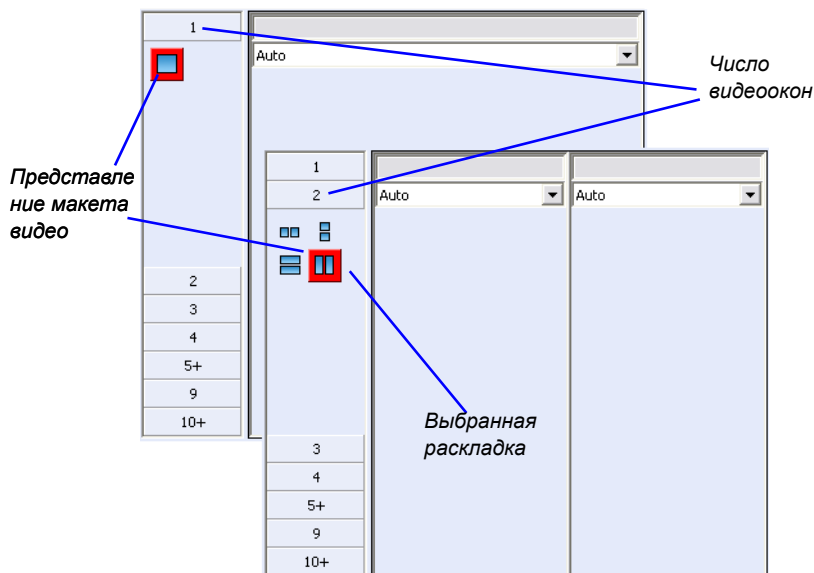 1
Auto
Число
видеоокон
Представле
ние макета
видео
2
3
4
5+
9
10+
1
2
Auto
Auto
Выбранная
раскладка
3
4
5+
9
10+